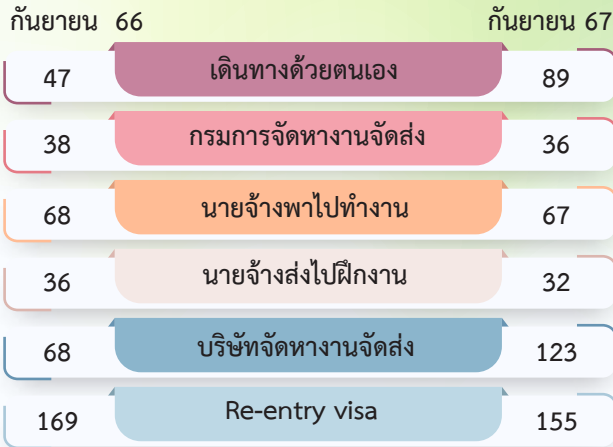 กันยายน 66 กันยายน 67
47 เดินทางด้วยตนเอง 89
38 กรมการจัดหางานจัดส่ง 36
68 นายจ้างพาไปทำงาน 67
36 นายจ้างส่งไปฝึกงาน 32
68 บริษัทจัดหางานจัดส่ง 123
169 Re-entry visa 155